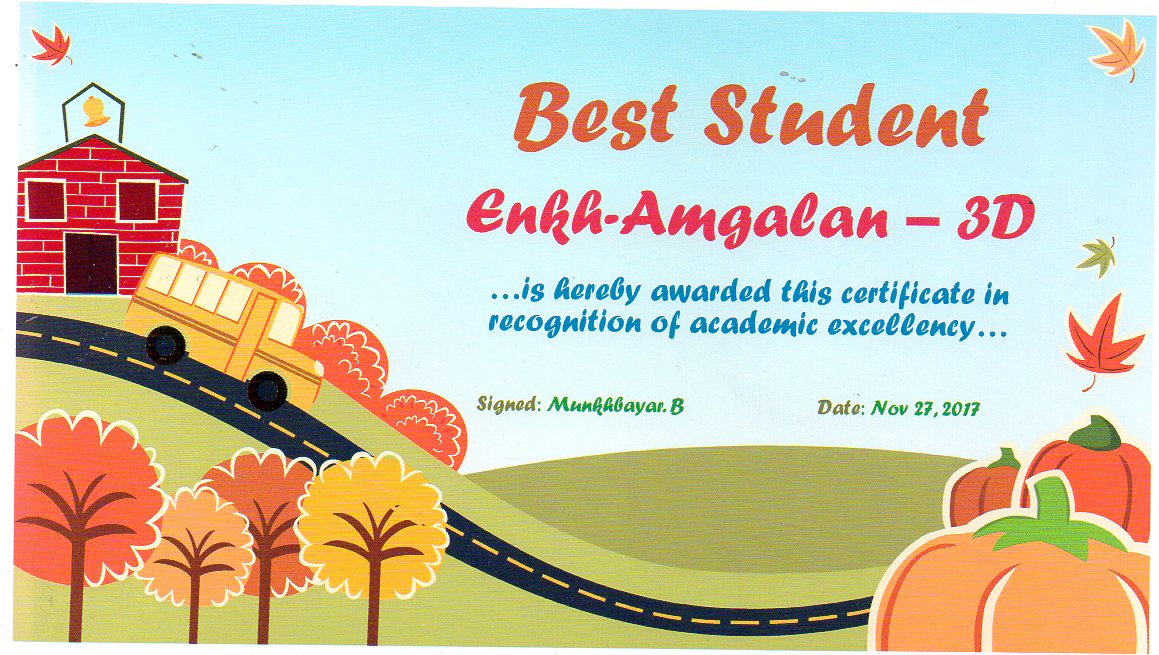 Best Student
Enkh-Amgalan – 3D
...is hereby awarded this certificate in
recognition of academic excellency...
Signed: Munkhbayar.B
Date: Nov 27, 2017